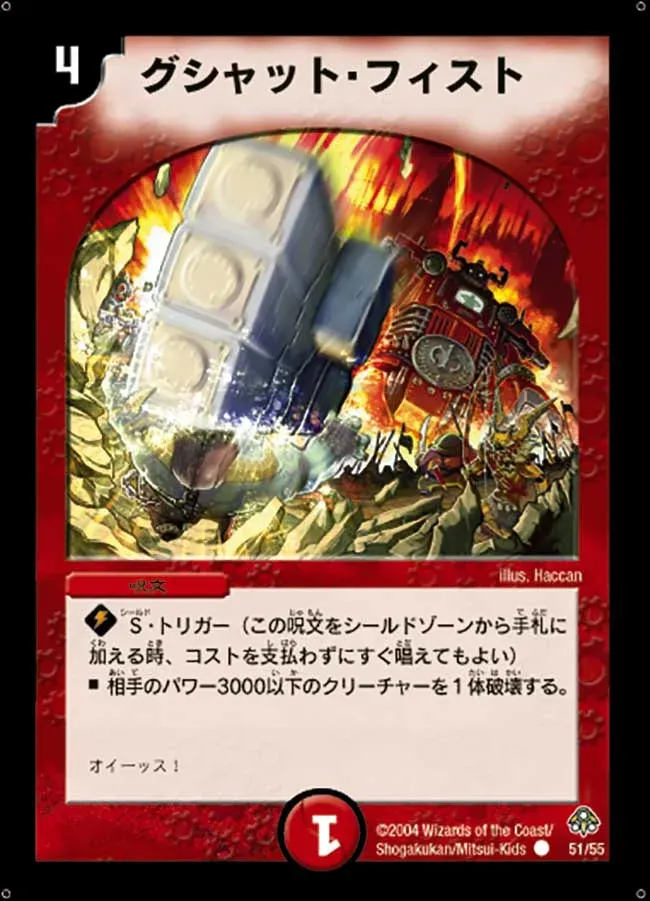 4
グシャット・フィスト
illus. Haccan
呪文
S・トリガー（この呪文をシールドゾーンから手札に
加える時、コストを支払わずにすぐ唱えてもよい）
■ 相手のパワー3000以下のクリーチャーを1体破壊する。
オイーッス！
1
©2004 Wizards of the Coast/
Shogakukan/Mitsui-Kids
51/55